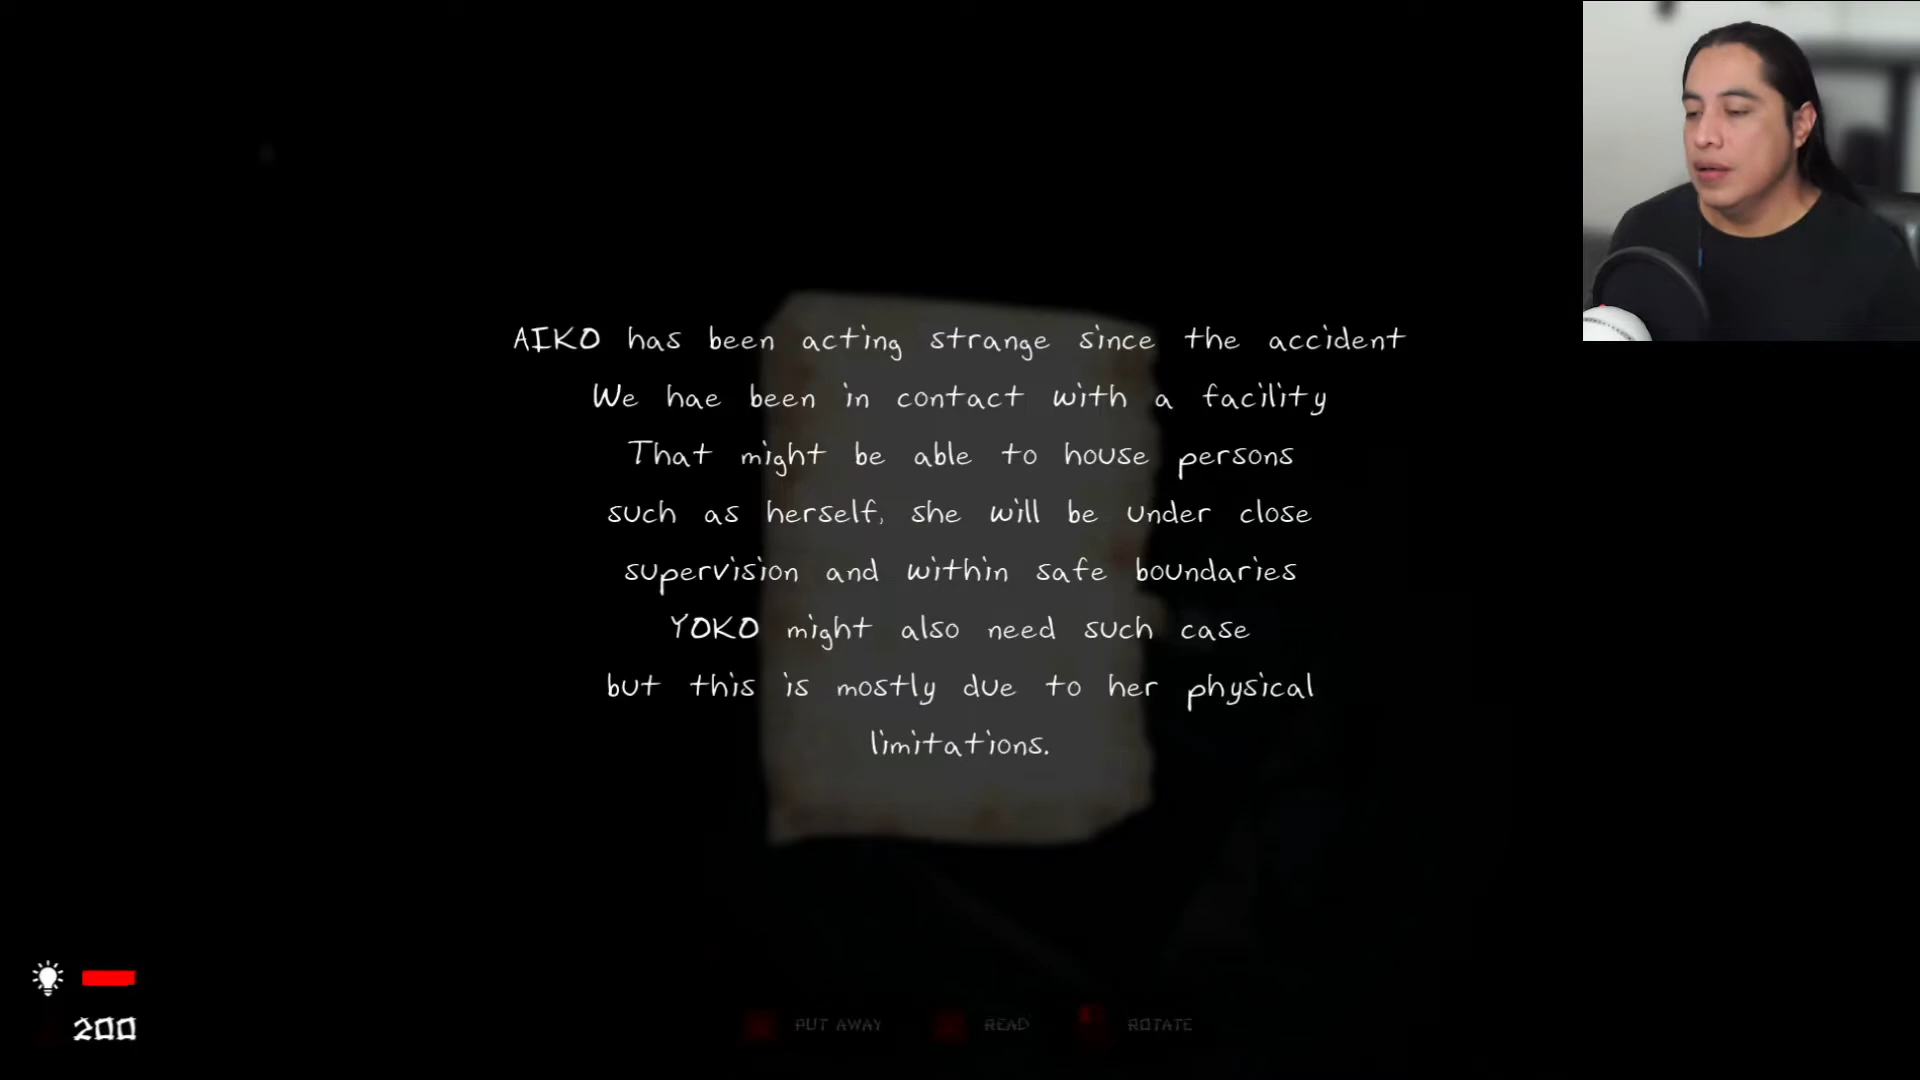 AIKO has been acting strange since the accident
We hae been in contact with a facility
That might be able to house persons
such as herself, she will be under close
supervision and within safe boundaries
YOKO might also need such case
but this is mostly due to her physical
limitations.
200
PUT AWAY READ ROTATE